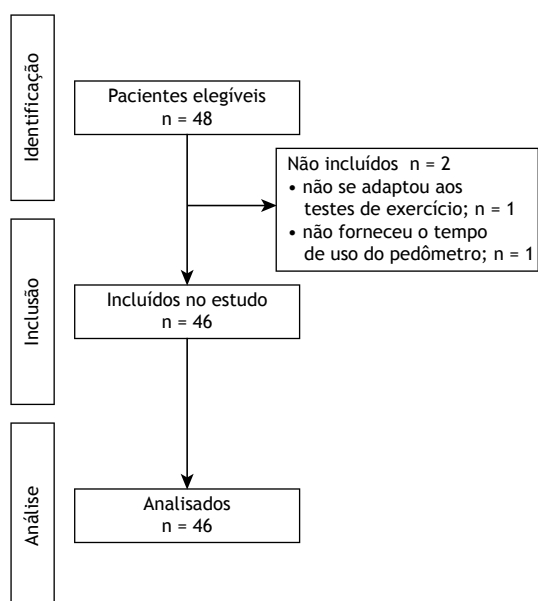 Identificação
Pacientes elegíveis
n = 48
Não incluídos n = 2
• não se adaptou aos
testes de exercício; n = 1
• não forneceu o tempo
de uso do pedômetro; n = 1
Inclusão
Incluídos no estudo
n = 46
Análise
Analisados
n = 46